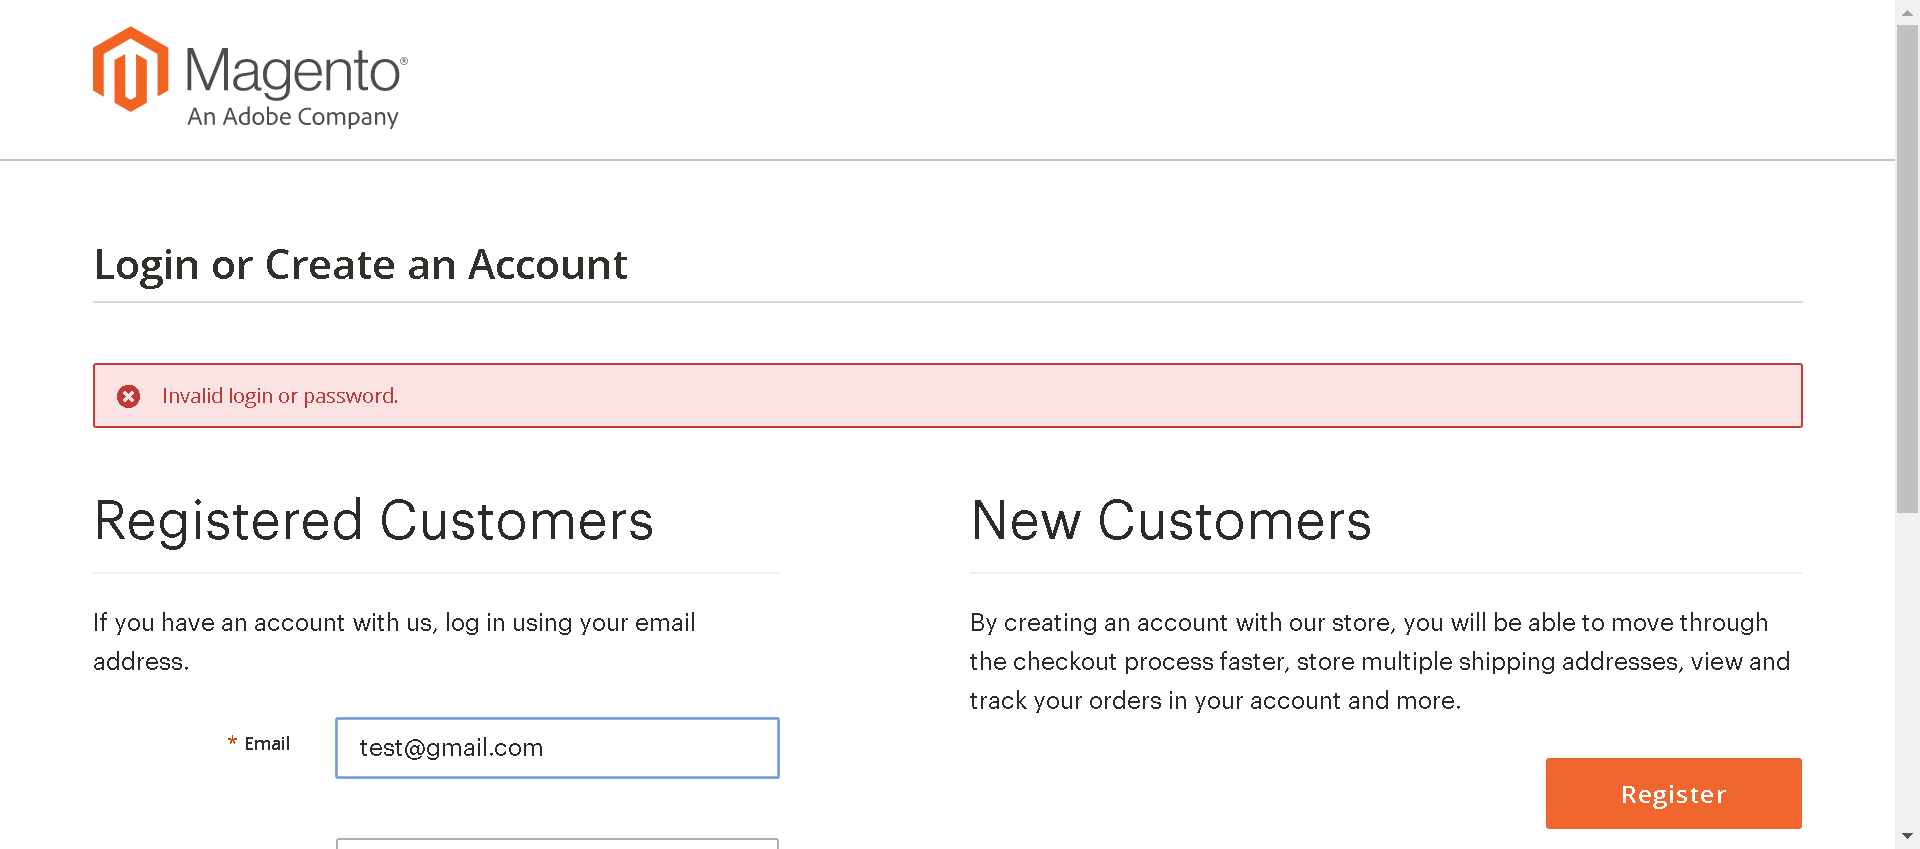 Magento®
An Adobe Company
Login or Create an Account
Invalid login or password.
Registered Customers
If you have an account with us, log in using your email
address.
* Email
test@gmail.com
New Customers
By creating an account with our store, you will be able to move through
the checkout process faster, store multiple shipping addresses, view and
track your orders in your account and more.
Register